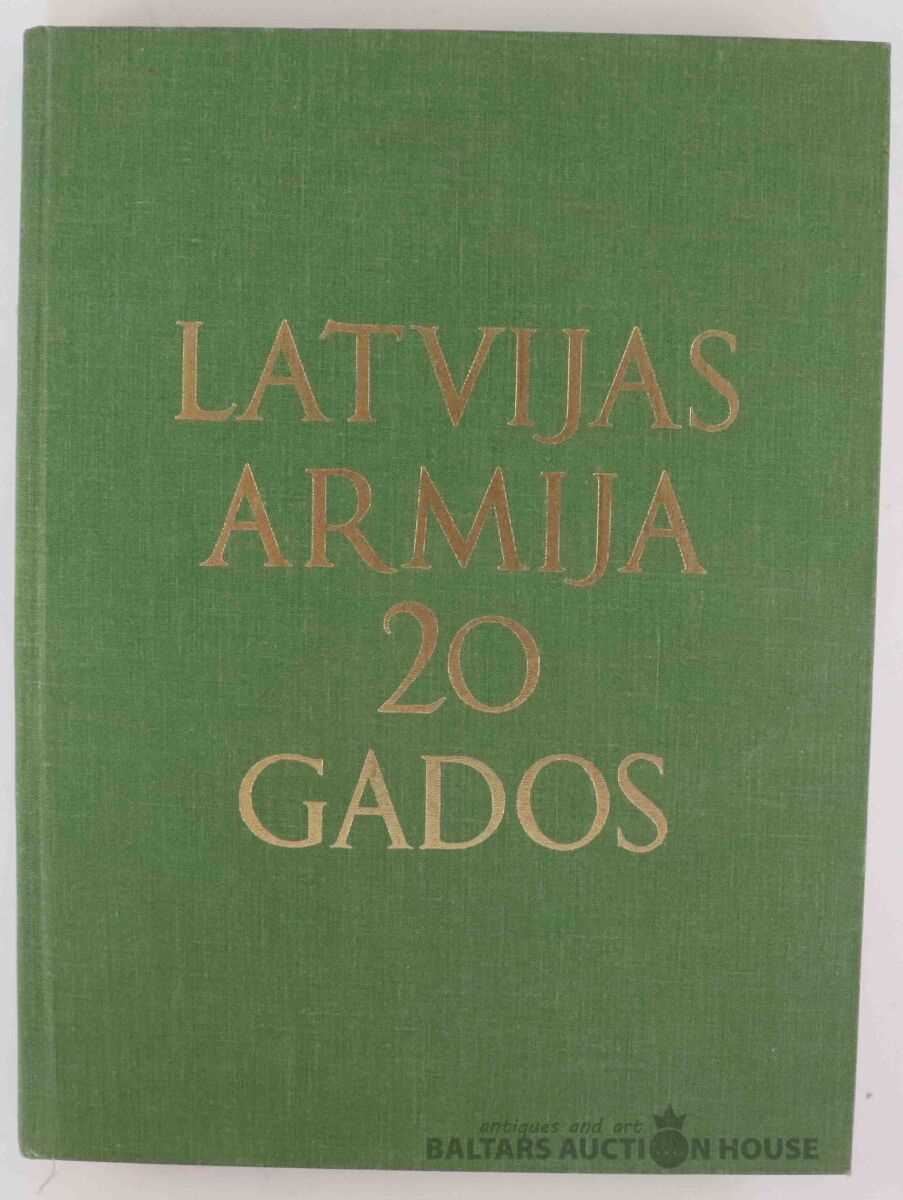 LATVIJAS
ARMIJA
20
GADOS
antiques and art
BALTARS AUCTION HOUSE